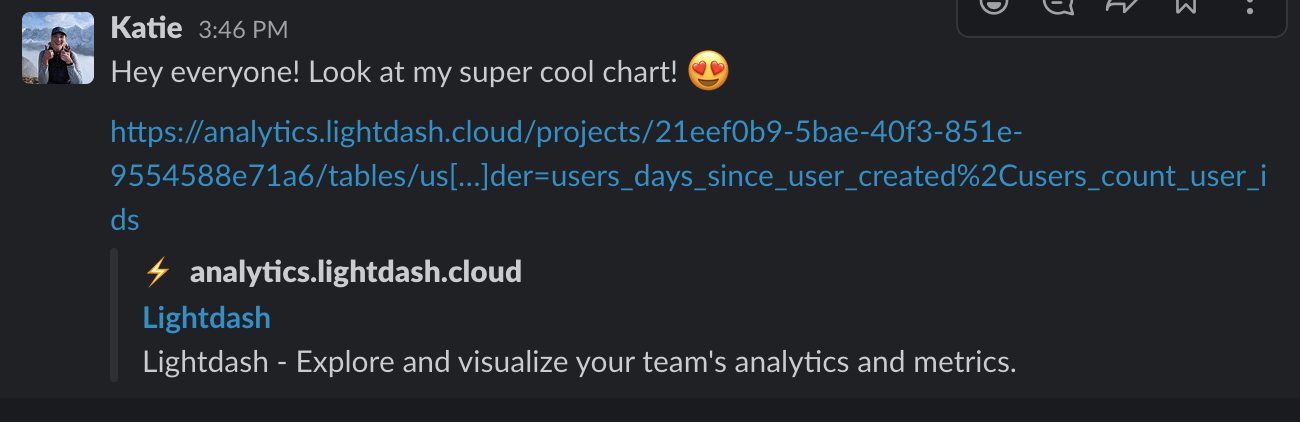 Katie 3:46 PM
Hey everyone! Look at my super cool chart! 😍
https://analytics.lightdash.cloud/projects/21eef0b9-5bae-40f3-851e-
9554588e71a6/tables/us[...]der=users_days_since_user_created%2Cusers_count_user_i
ds
⚡ analytics.lightdash.cloud
Lightdash
Lightdash - Explore and visualize your team's analytics and metrics.